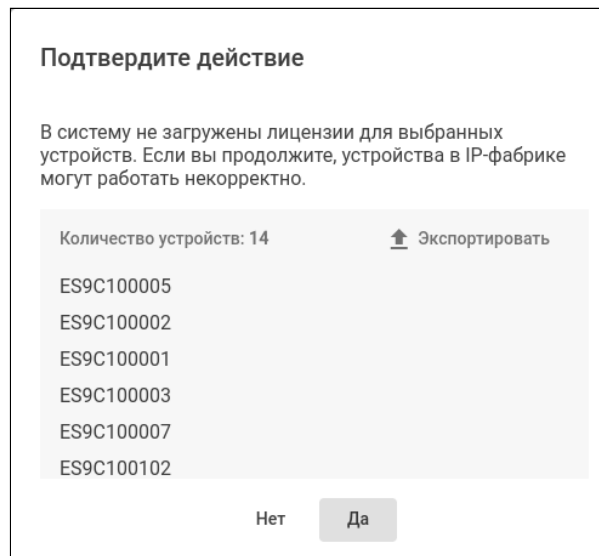 Подтвердите действие
В систему не загружены лицензии для выбранных
устройств. Если вы продолжите, устройства в IP-фабрике
могут работать некорректно.
Количество устройств: 14 Экспортировать
ES9C100005
ES9C100002
ES9C100001
ES9C100003
ES9C100007
ES9C100102
Нет Да